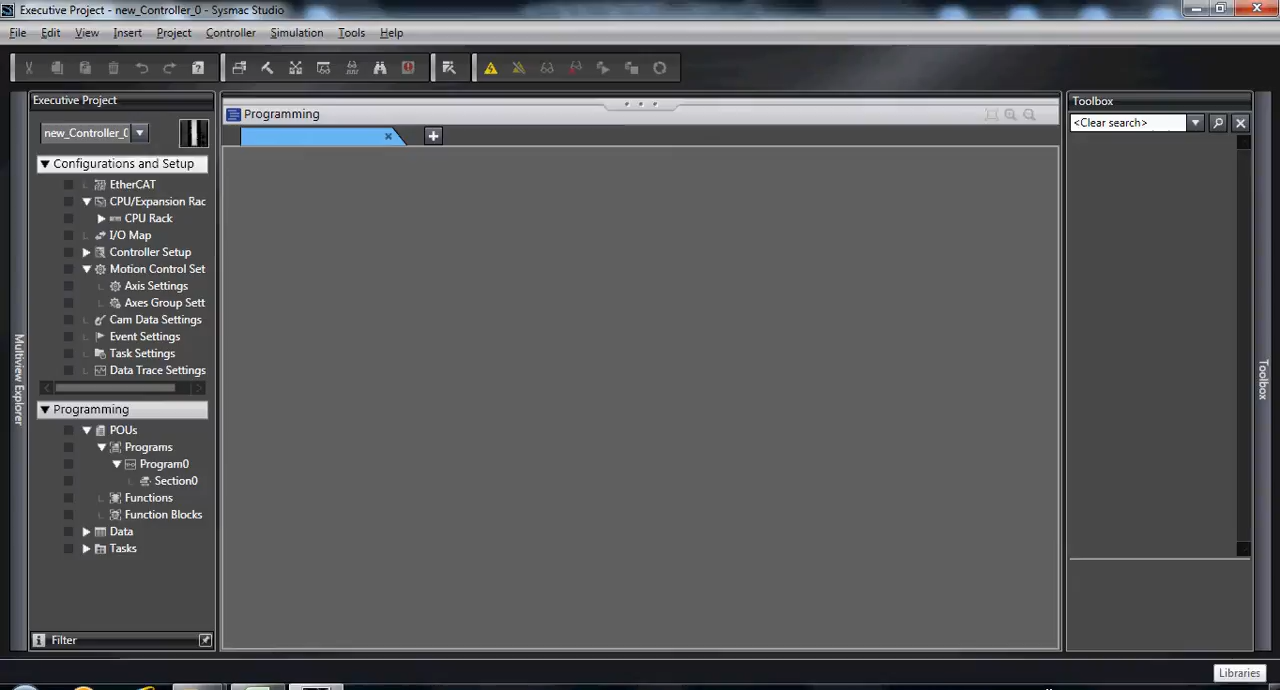 Executive Project - new_Controller_0 - Sysmac Studio
File Edit View Insert Project Controller Simulation Tools Help
Executive Project
new_Controller_0
Configurations and Setup
EtherCAT
CPU/Expansion Rac
CPU Rack
I/O Map
Controller Setup
Motion Control Set
Axis Settings
Axes Group Sett
Cam Data Settings
Event Settings
Task Settings
Data Trace Settings
Programming
POUs
Programs
Program0
Section0
Functions
Function Blocks
Data
Tasks
Filter
Multiview Explorer
Programming
Toolbox
<Clear search>
Toolbox
Libraries